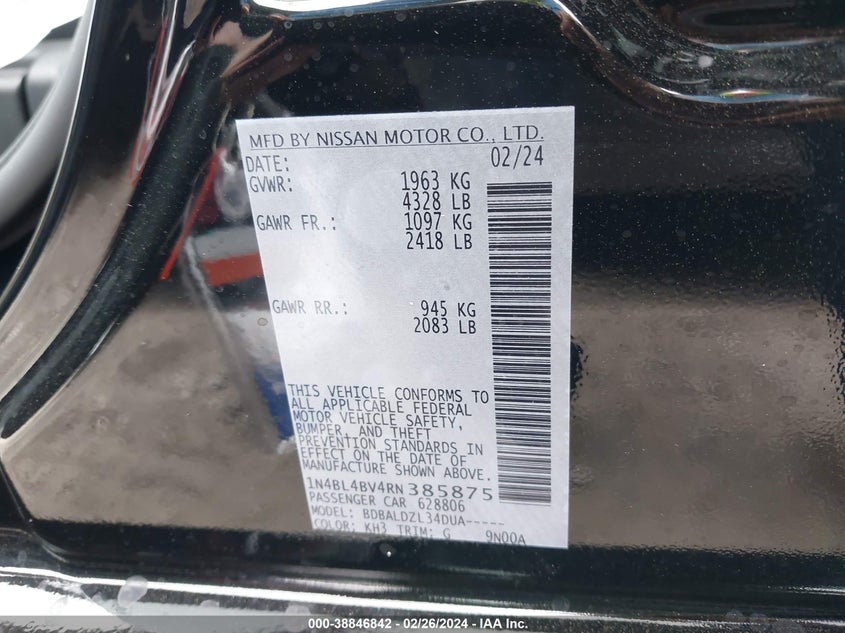 MFD BY NISSAN MOTOR CO., LTD.
DATE: 02/24
GVWR: 1963 KG
4328 LB
GAWR FR.: 1097 KG
2418 LB
GAWR RR.: 945 KG
2083 LB
THIS VEHICLE CONFORMS TO
ALL APPLICABLE FEDERAL
MOTOR VEHICLE SAFETY,
BUMPER, AND THEFT
PREVENTION STANDARDS IN
EFFECT ON THE DATE OF
MANUFACTURE SHOWN ABOVE.
1N4BL4BV4RN385875
PASSENGER CAR 628806
MODEL: BDBALDZL34DUA-----
COLOR: KH3 TRIM: G 9N00A
000-38846842 - 02/26/2024 - IAA Inc.